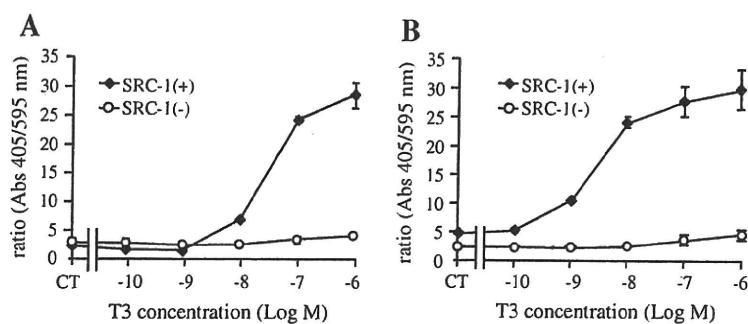 A
ratio (Abs 405/595 nm)
35
30
25
20
15
10
5
0
SRC-1(+)
SRC-1(-)
CT
-10
-9
-8
-7
-6
T3 concentration (Log M)
B
ratio (Abs 405/595 nm)
35
30
25
20
15
10
5
0
SRC-1(+)
SRC-1(-)
CT
-10
-9
-8
-7
-6
T3 concentration (Log M)